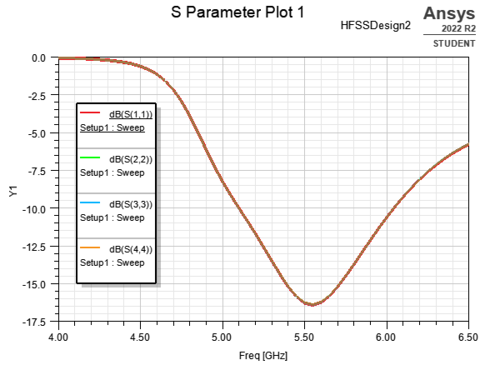 S Parameter Plot 1
HFSSDesign2
Ansys
2022 R2
STUDENT
0.0
-2.5
-5.0
-7.5
-10.0
-12.5
-15.0
-17.5
Y1
dB(S(1,1))
Setup1 : Sweep
dB(S(2,2))
Setup1 : Sweep
dB(S(3,3))
Setup1 : Sweep
dB(S(4,4))
Setup1 : Sweep
4.00 4.50 5.00 5.50 6.00 6.50
Freq [GHz]